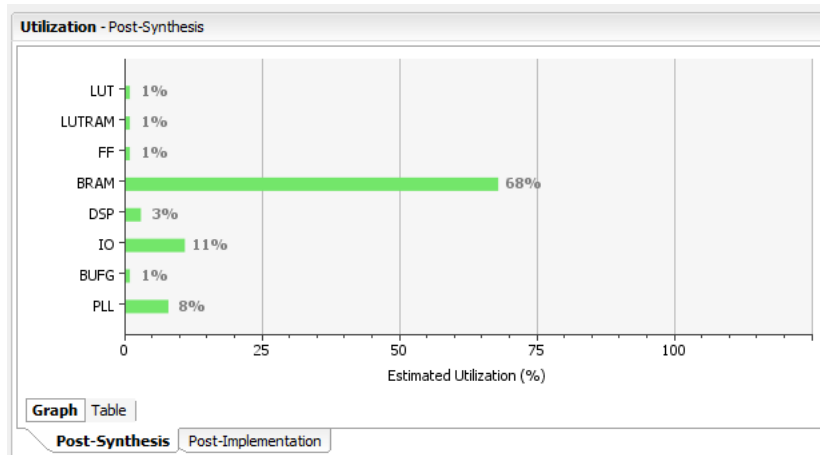 Utilization - Post-Synthesis
LUT 1%
LUTRAM 1%
FF 1%
BRAM 68%
DSP 3%
IO 11%
BUFG 1%
PLL 8%
0 25 50 75 100
Estimated Utilization (%)
Graph Table
Post-Synthesis Post-Implementation